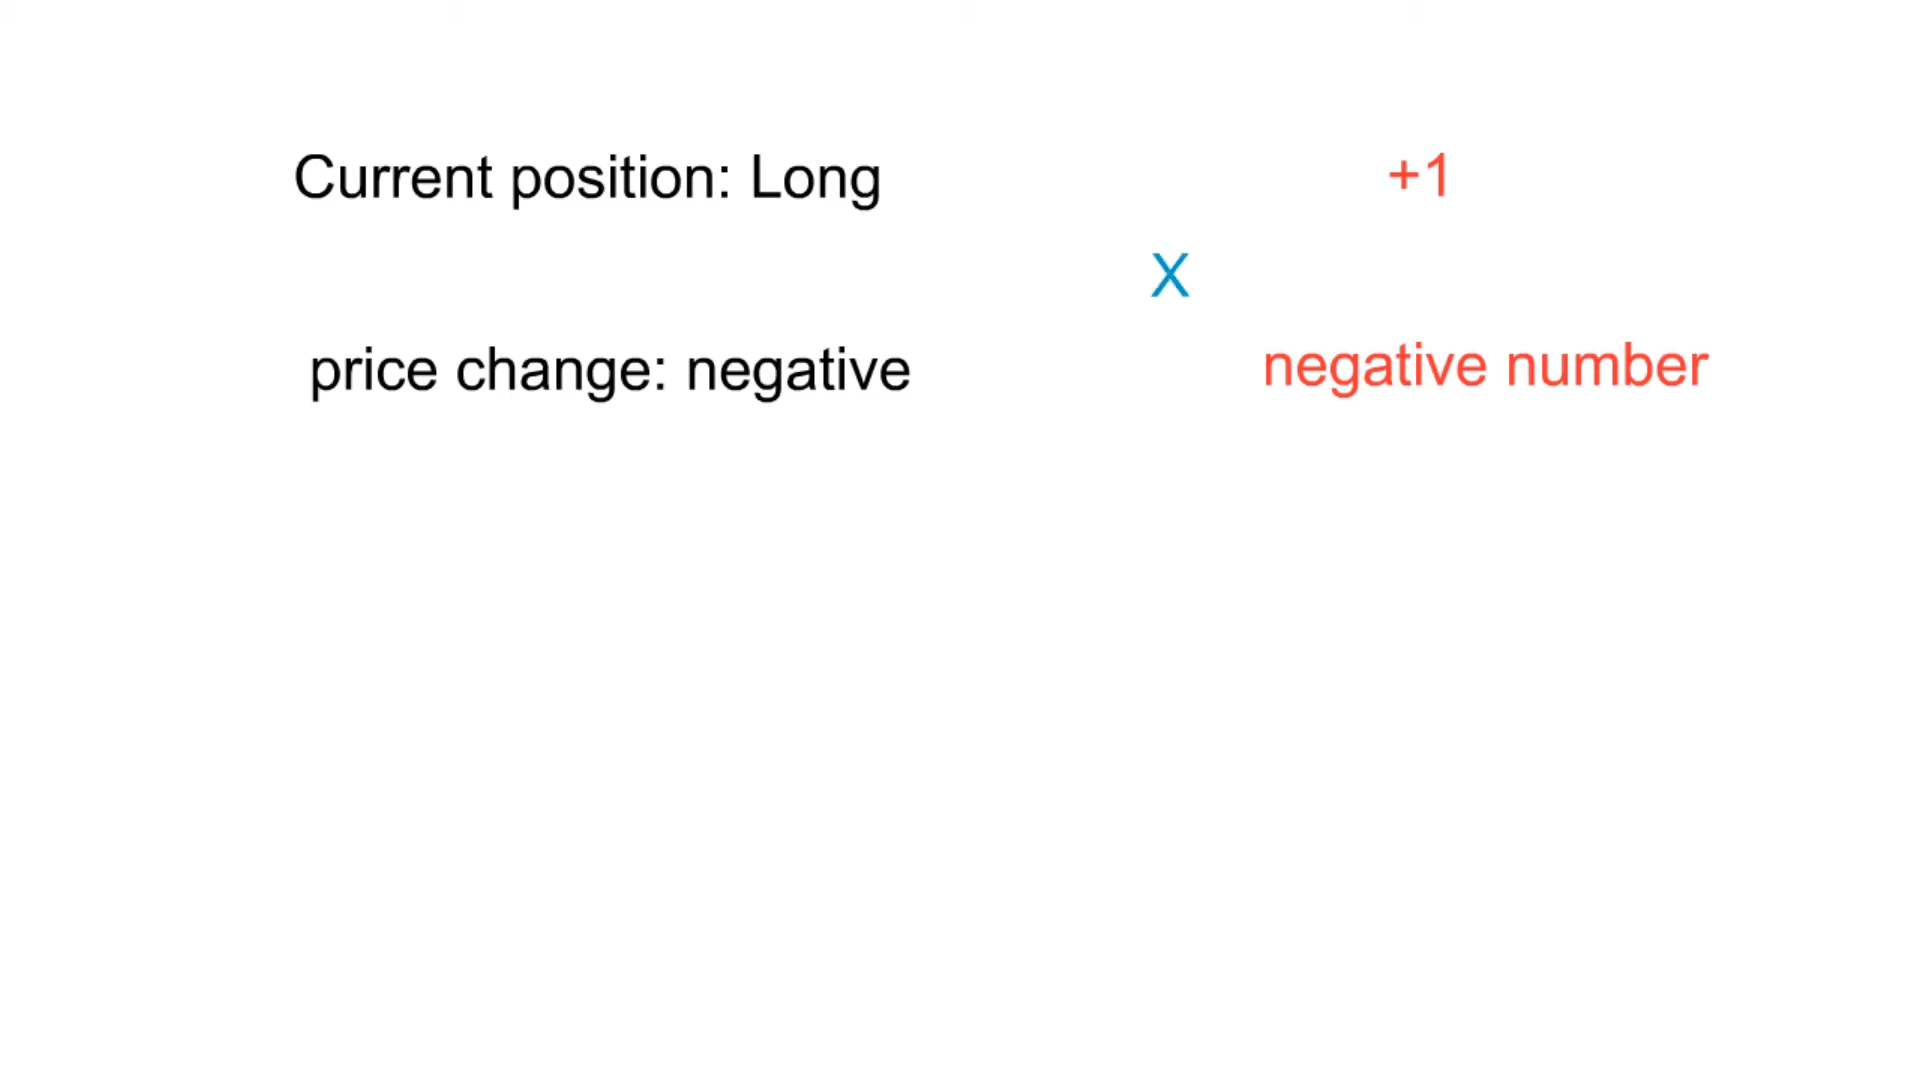 Current position: Long +1
X
price change: negative negative number